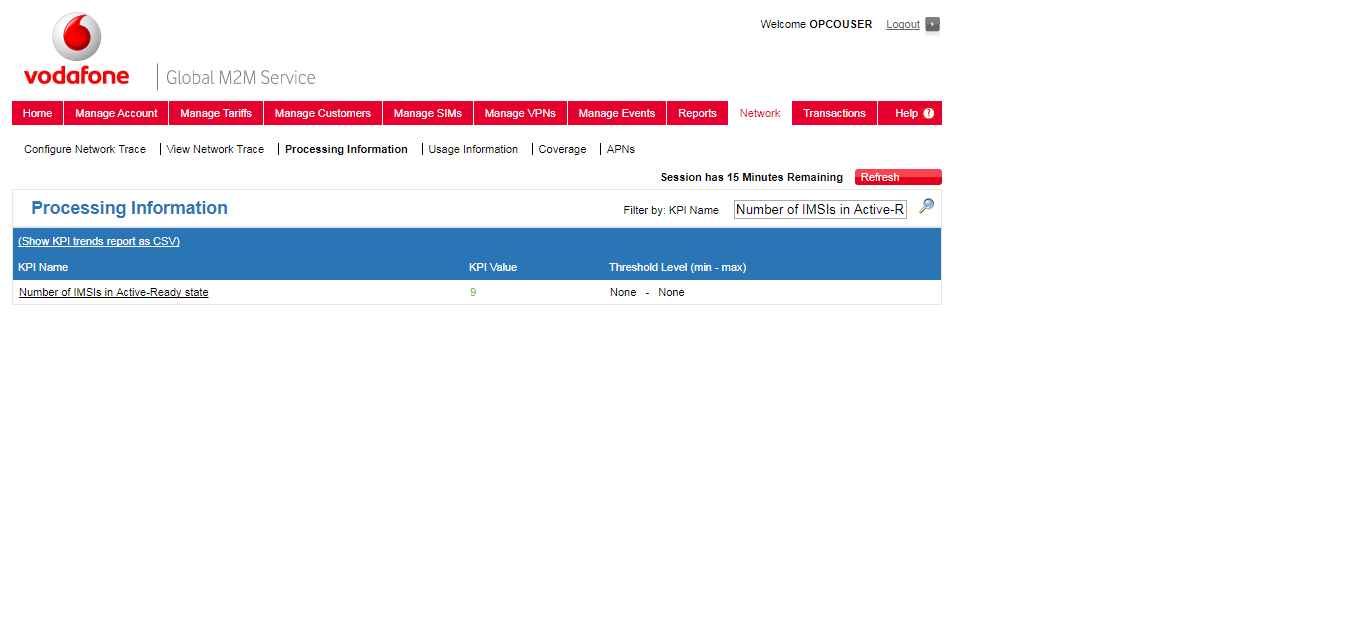 Welcome OPCOUSER Logout
vodafone Global M2M Service
Home Manage Account Manage Tariffs Manage Customers Manage SIMs Manage VPNs Manage Events Reports Network Transactions Help ?
Configure Network Trace View Network Trace Processing Information Usage Information Coverage APNs
Session has 15 Minutes Remaining Refresh
Processing Information Filter by: KPI Name Number of IMSIs in Active-R
(Show KPI trends report as CSV)
KPI Name KPI Value Threshold Level (min - max)
Number of IMSIs in Active-Ready state 9 None - None